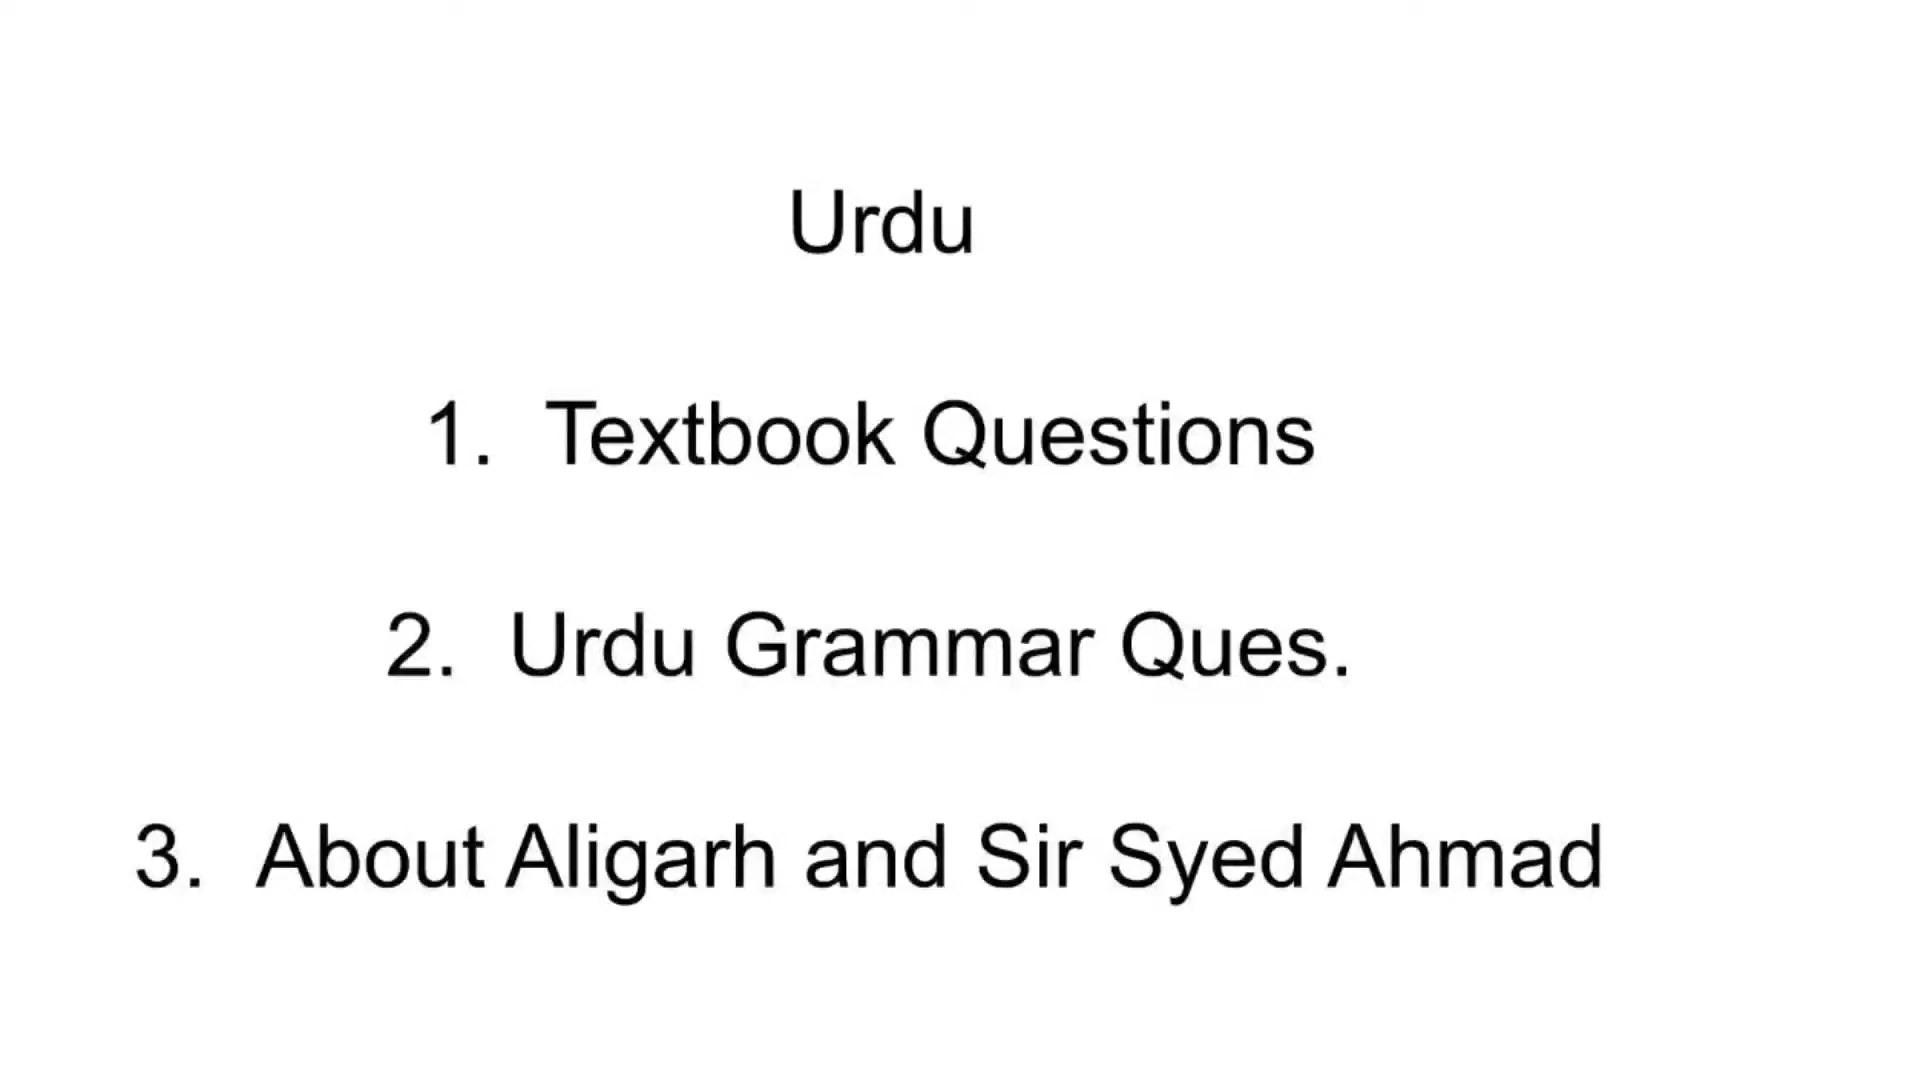 Urdu
1. Textbook Questions
2. Urdu Grammar Ques.
3. About Aligarh and Sir Syed Ahmad